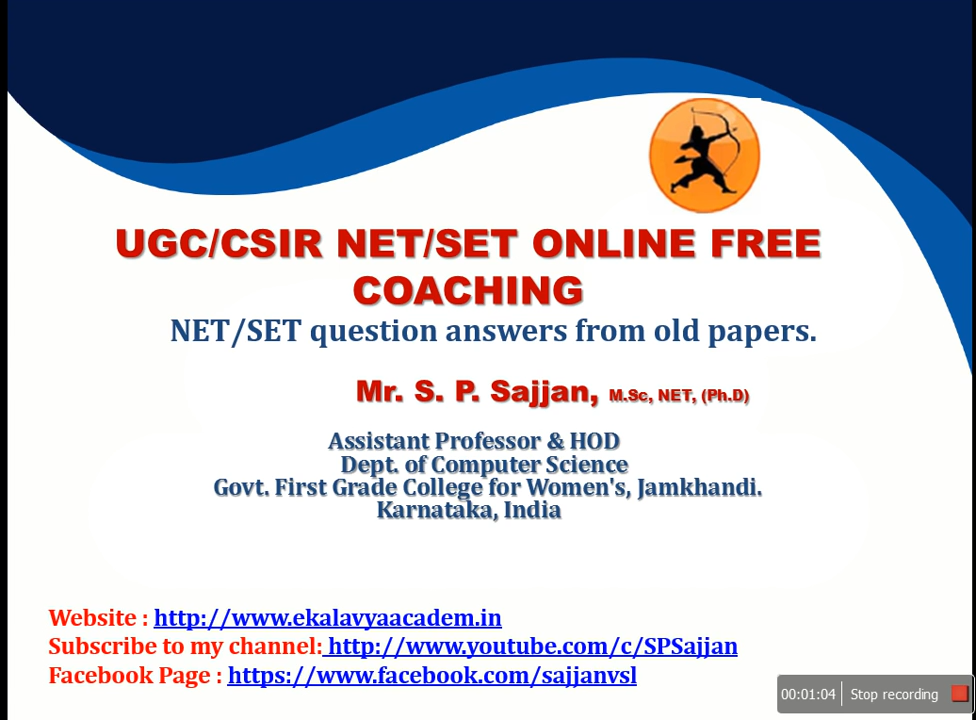 UGC/CSIR NET/SET ONLINE FREE
COACHING
NET/SET question answers from old papers.
Mr. S. P. Sajjan, M.Sc, NET, (Ph.D)
Assistant Professor & HOD
Dept. of Computer Science
Govt. First Grade College for Women's, Jamkhandi.
Karnataka, India
Website : http://www.ekalavyaacadem.in
Subscribe to my channel: http://www.youtube.com/c/SPSajjan
Facebook Page : https://www.facebook.com/sajjanvsl
00:01:04 Stop recording